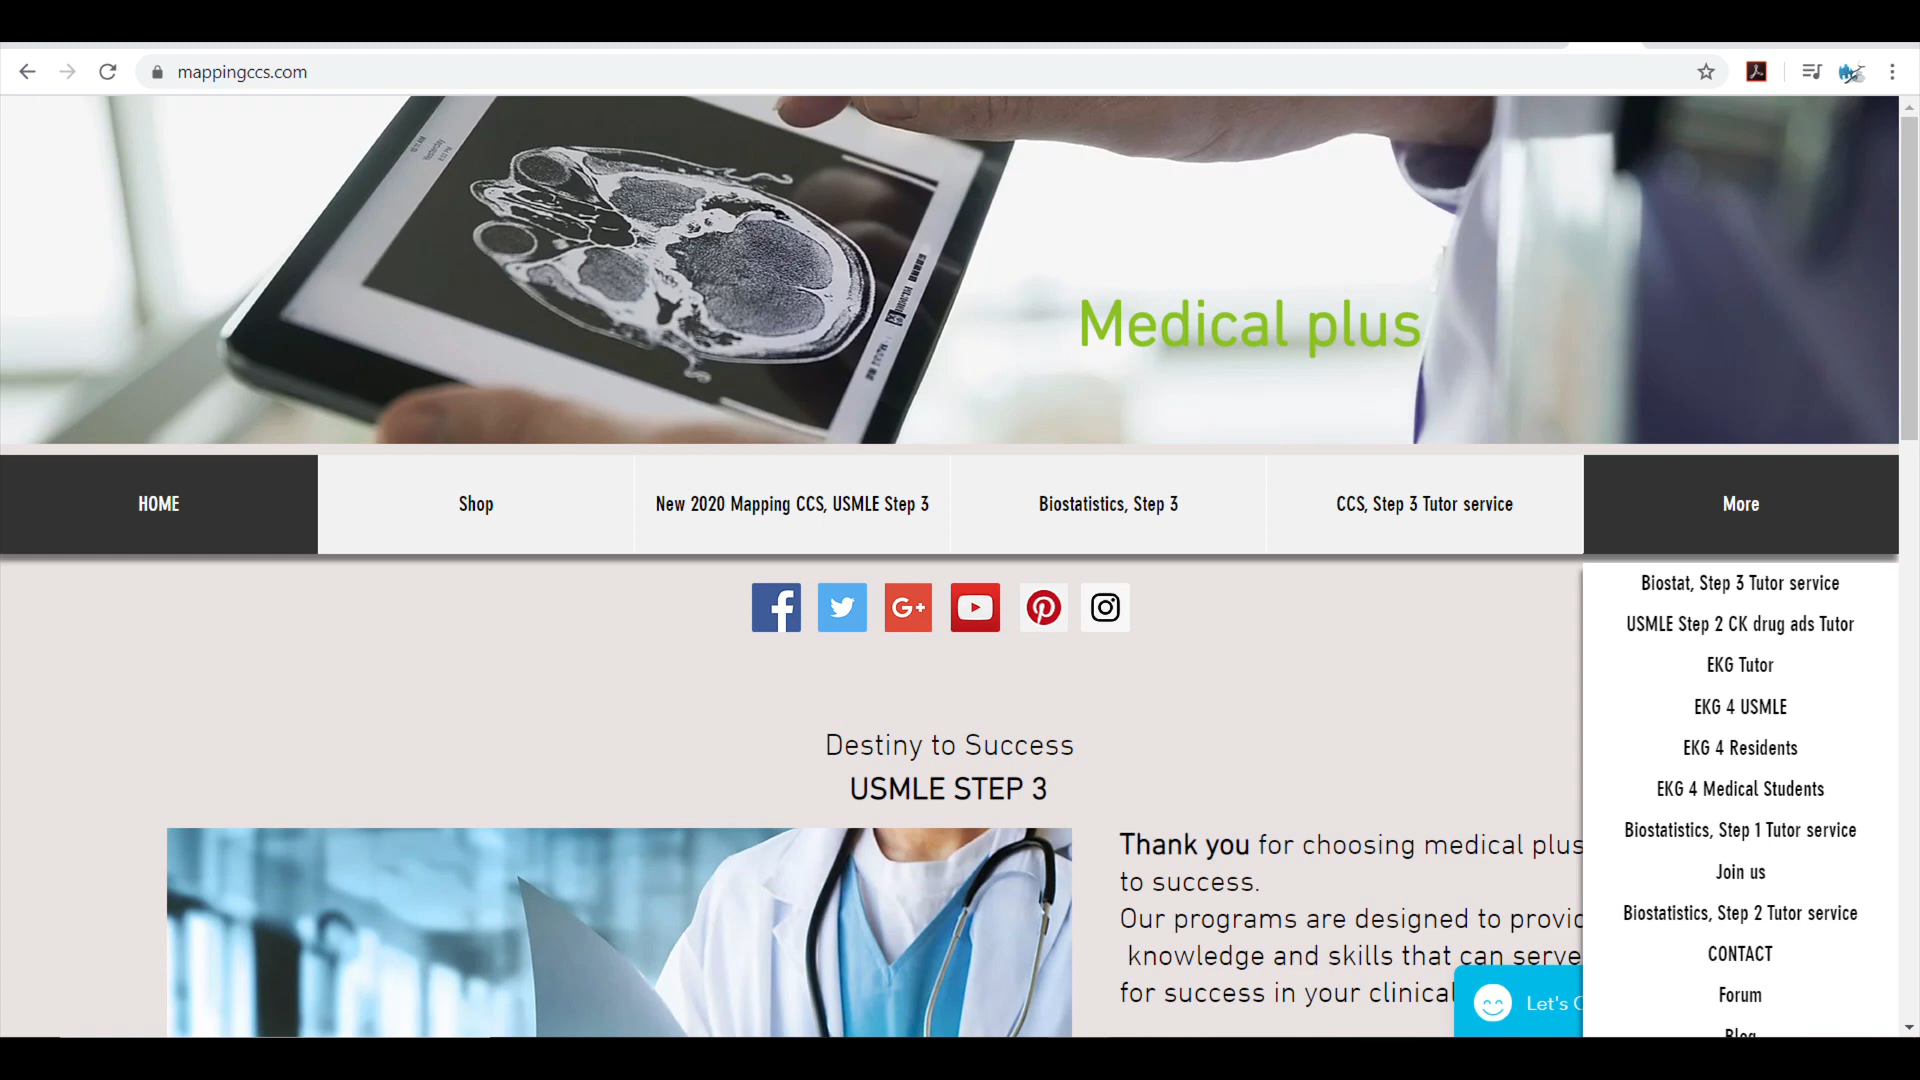 mappingccs.com
Medical plus
HOME
Shop
New 2020 Mapping CCS, USMLE Step 3
Biostatistics, Step 3
CCS, Step 3 Tutor service
More
Biostat, Step 3 Tutor service
USMLE Step 2 CK drug ads Tutor
EKG Tutor
EKG 4 USMLE
EKG 4 Residents
EKG 4 Medical Students
Biostatistics, Step 1 Tutor service
Join us
Biostatistics, Step 2 Tutor service
CONTACT
Forum
Blog
Destiny to Success
USMLE STEP 3
Thank you for choosing medical plus
to success.
Our programs are designed to provid
knowledge and skills that can serve
for success in your clinical
Let's C